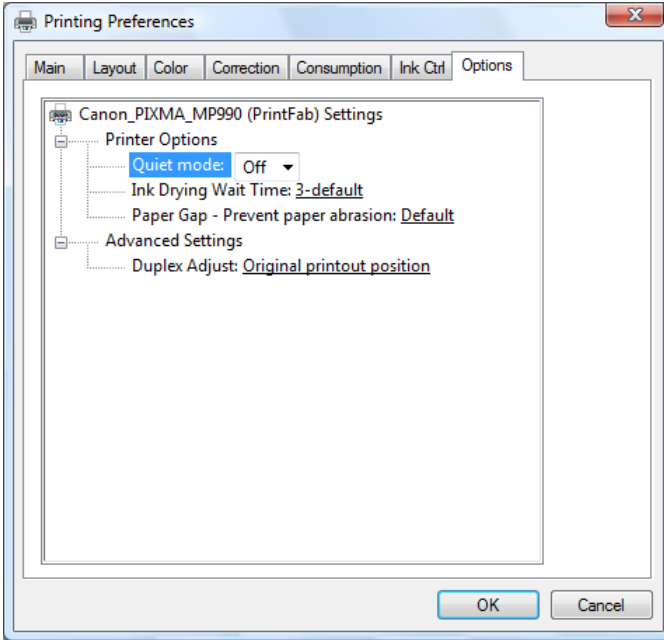 Printing Preferences
Main Layout Color Correction Consumption Ink Ctrl Options
Canon_PIXMA_MP990 (PrintFab) Settings
Printer Options
Quiet mode: Off
Ink Drying Wait Time: 3-default
Paper Gap - Prevent paper abrasion: Default
Advanced Settings
Duplex Adjust: Original printout position
OK Cancel